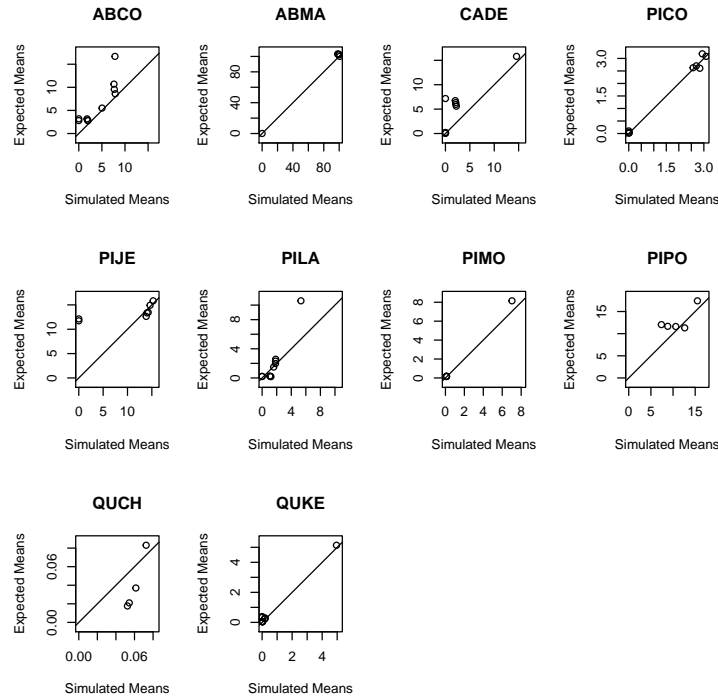 ABCO
Expected Means
0 5 10
0 5 10
Simulated Means
ABMA
Expected Means
0 40 80
0 40 80
Simulated Means
CADE
Expected Means
0 5 10
0 5 10
Simulated Means
PICO
Expected Means
0.0 1.5 3.0
0.0 1.5 3.0
Simulated Means
PIJE
Expected Means
0 5 10
0 10
Simulated Means
PILA
Expected Means
0 4 8
0 4 8
Simulated Means
PIMO
Expected Means
0 2 4 6 8
0 2 4 6 8
Simulated Means
PIPO
Expected Means
0 5 15
0 5 15
Simulated Means
QUCH
Expected Means
0.00 0.06
0.00 0.06
Simulated Means
QUKE
Expected Means
0 2 4
0 2 4
Simulated Means